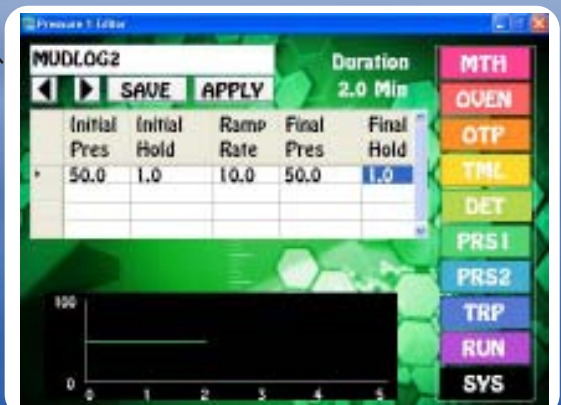 Pressure 1 Editor
MUDLOG2
Duration
SAVE APPLY
2.0 Min
Initial Pres Initial Hold Ramp Rate Final Pres Final Hold
50.0 1.0 10.0 50.0 1.0
100
0
0 1 2 3 4 5
MTH
OVEN
OTP
TML
DET
PRS1
PRS2
TRP
RUN
SYS